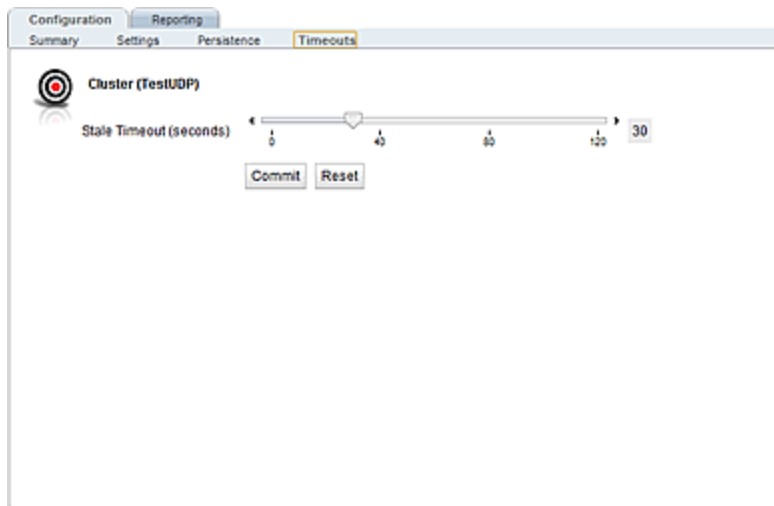 Configuration Reporting
Summary Settings Persistence Timeouts
Cluster (TestUDP)
Stale Timeout (seconds) 30
0 40 80 120
Commit Reset